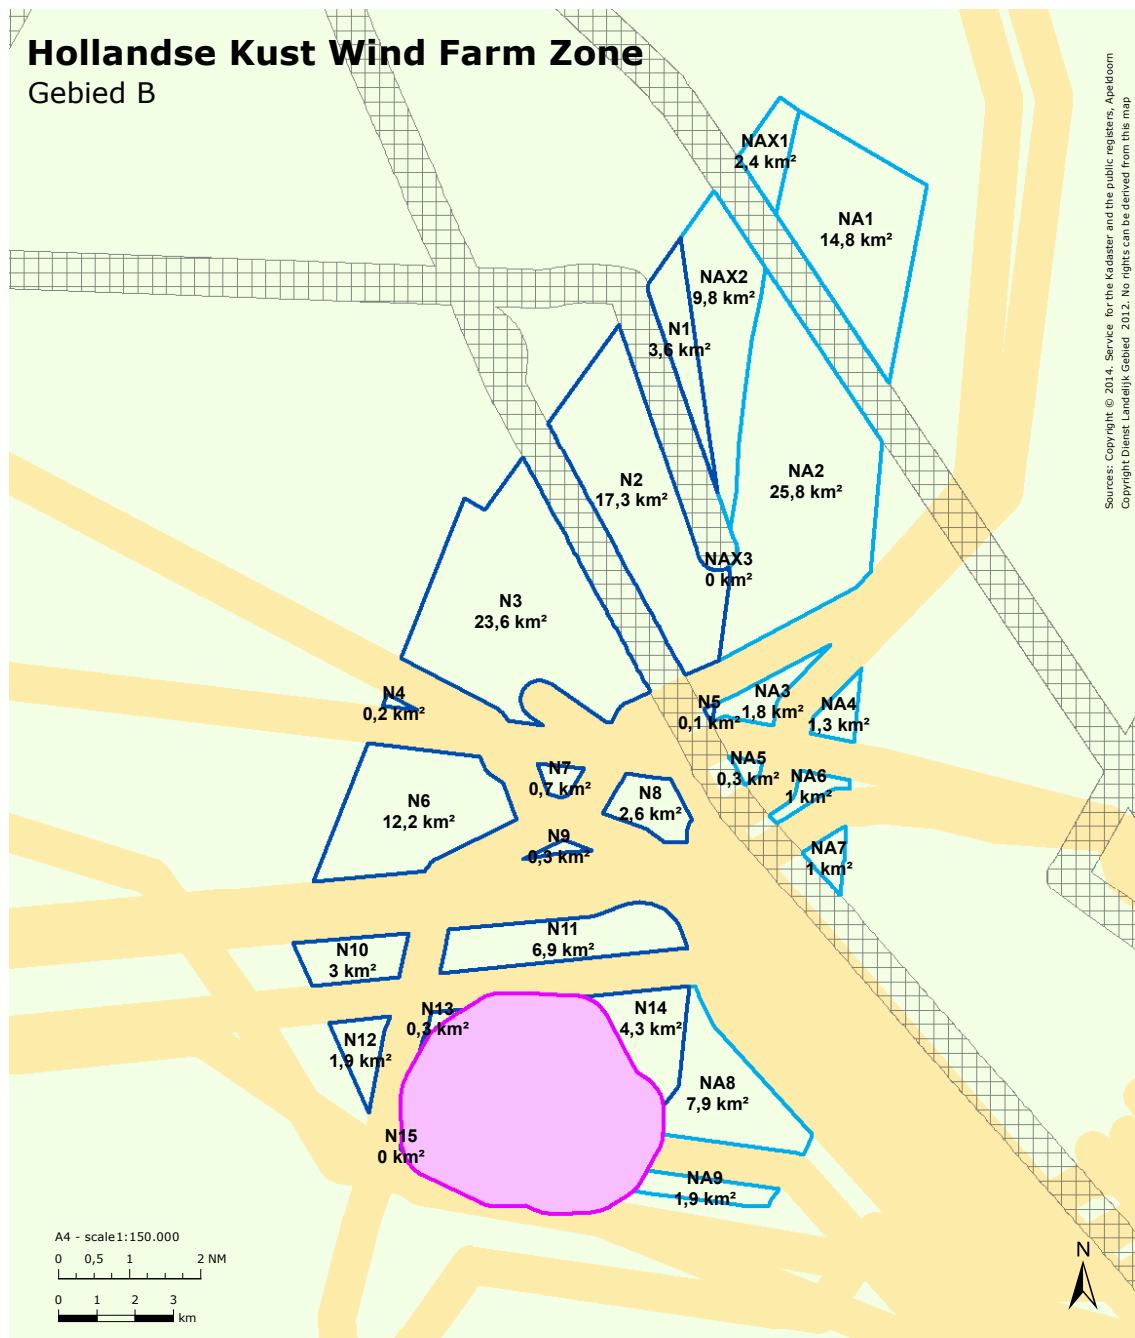 Hollandse Kust Wind Farm Zone
Gebied B
Sources: Copyright © 2014. Service for the Kadaster and the public registers, Apeldoorn
Copyright Dienst Landelijk Gebied 2012. No rights can be derived from this map
NAX1
2,4 km²
NA1
14,8 km²
NAX2
9,8 km²
N1
3,6 km²
NA2
25,8 km²
N2
17,3 km²
NAX3
0 km²
N3
23,6 km²
N4
0,2 km²
N5
0,1 km²
NA3
1,8 km²
NA4
1,3 km²
NA5
0,3 km²
NA6
1 km²
N7
0,7 km²
N6
12,2 km²
N8
2,6 km²
N9
0,3 km²
NA7
1 km²
N10
3 km²
N11
6,9 km²
N12
1,9 km²
N13
0,3 km²
N14
4,3 km²
NA8
7,9 km²
N15
0 km²
NA9
1,9 km²
A4 - scale1:150.000
0 0,5 1 2 NM
0 1 2 3
km
N